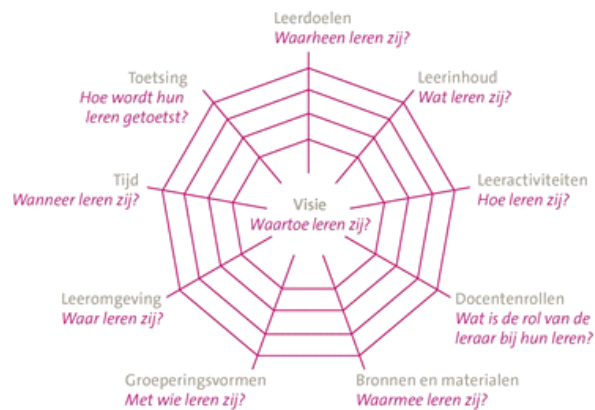 Leerdoelen
Waarheen leren zij?
Leerinhoud
Wat leren zij?
Leeractiviteiten
Hoe leren zij?
Docentenrollen
Wat is de rol van de
leraar bij hun leren?
Bronnen en materialen
Waarmee leren zij?
Groeperingsvormen
Met wie leren zij?
Leeromgeving
Waar leren zij?
Tijd
Wanneer leren zij?
Toetsing
Hoe wordt hun
leren getoetst?
Visie
Waartoe leren zij?